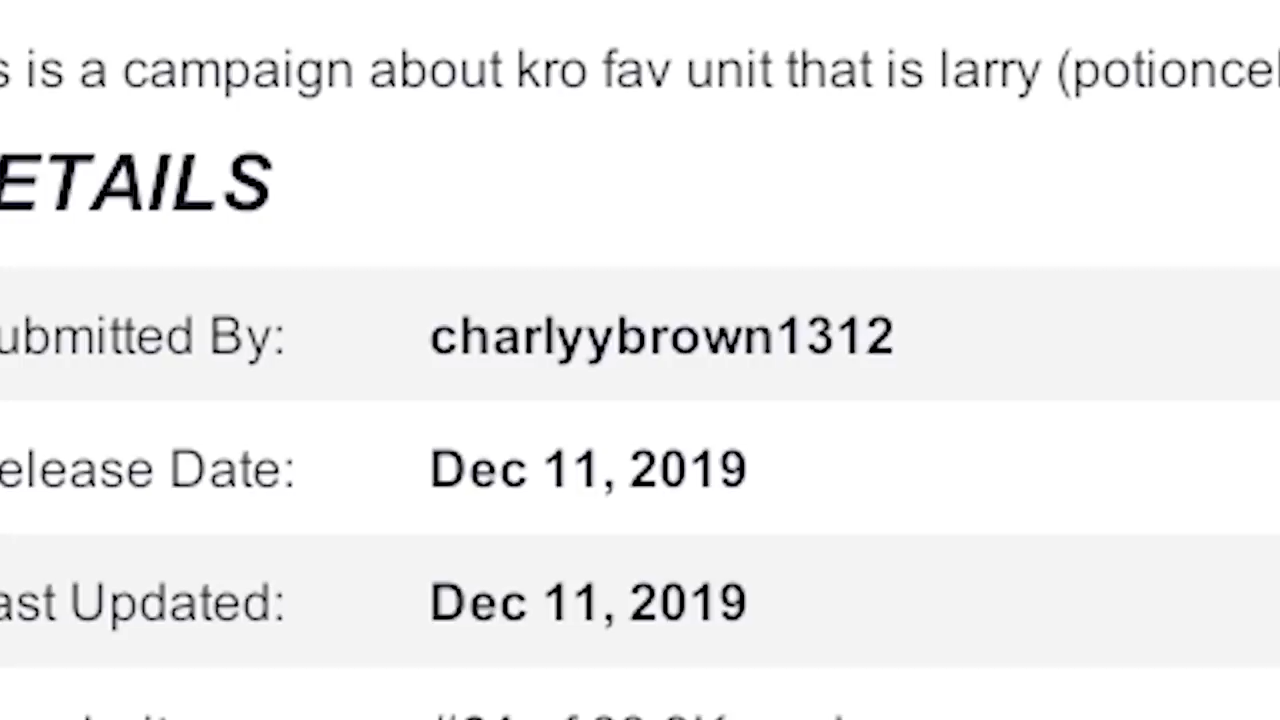 s is a campaign about kro fav unit that is larry (potioncel
ETAILS
ubmitted By: charlyybrown1312
elease Date: Dec 11, 2019
ast Updated: Dec 11, 2019